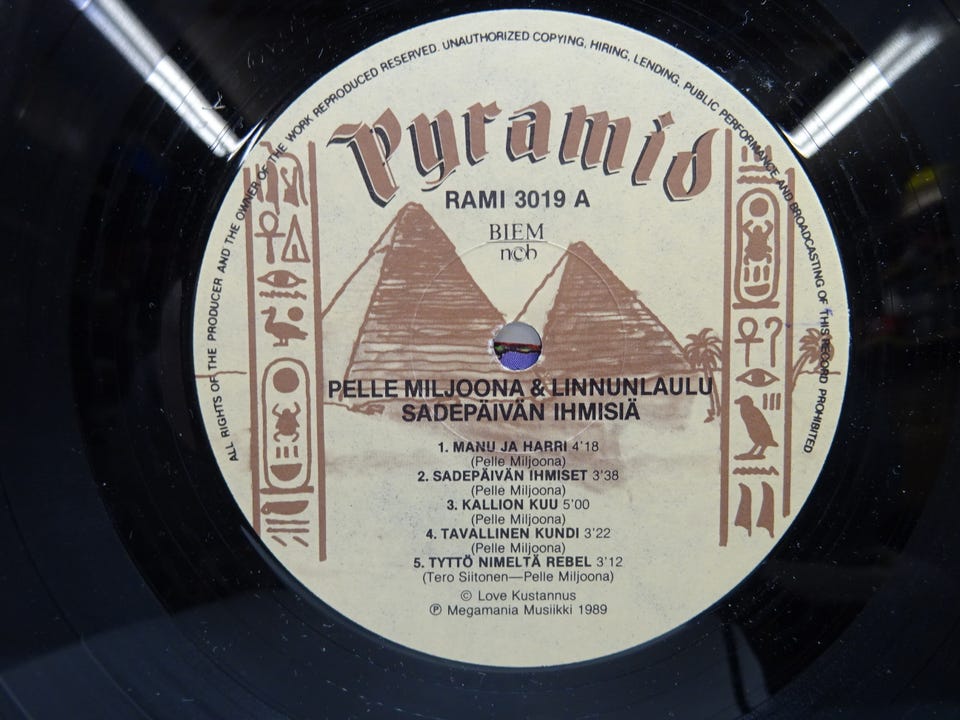 ALL RIGHTS OF THE PRODUCER AND THE OWNER OF THE WORK REPRODUCED RESERVED. UNAUTHORIZED COPYING, HIRING, LENDING, PUBLIC PERFORMANCE AND BROADCASTING OF THIS RECORD PROHIBITED
Pyramid
RAMI 3019 A
BIEM
ncb
PELLE MILJOONA & LINNUNLAULU
SADEPÄIVÄN IHMISIÄ
1. MANU JA HARRI 4'18
(Pelle Miljoona)
2. SADEPÄIVÄN IHMISET 3'38
(Pelle Miljoona)
3. KALLION KUU 5'00
(Pelle Miljoona)
4. TAVALLINEN KUNDI 3'22
(Pelle Miljoona)
5. TYTTÖ NIMELTÄ REBEL 3'12
(Tero Siitonen—Pelle Miljoona)
© Love Kustannus
℗ Megamania Musiikki 1989